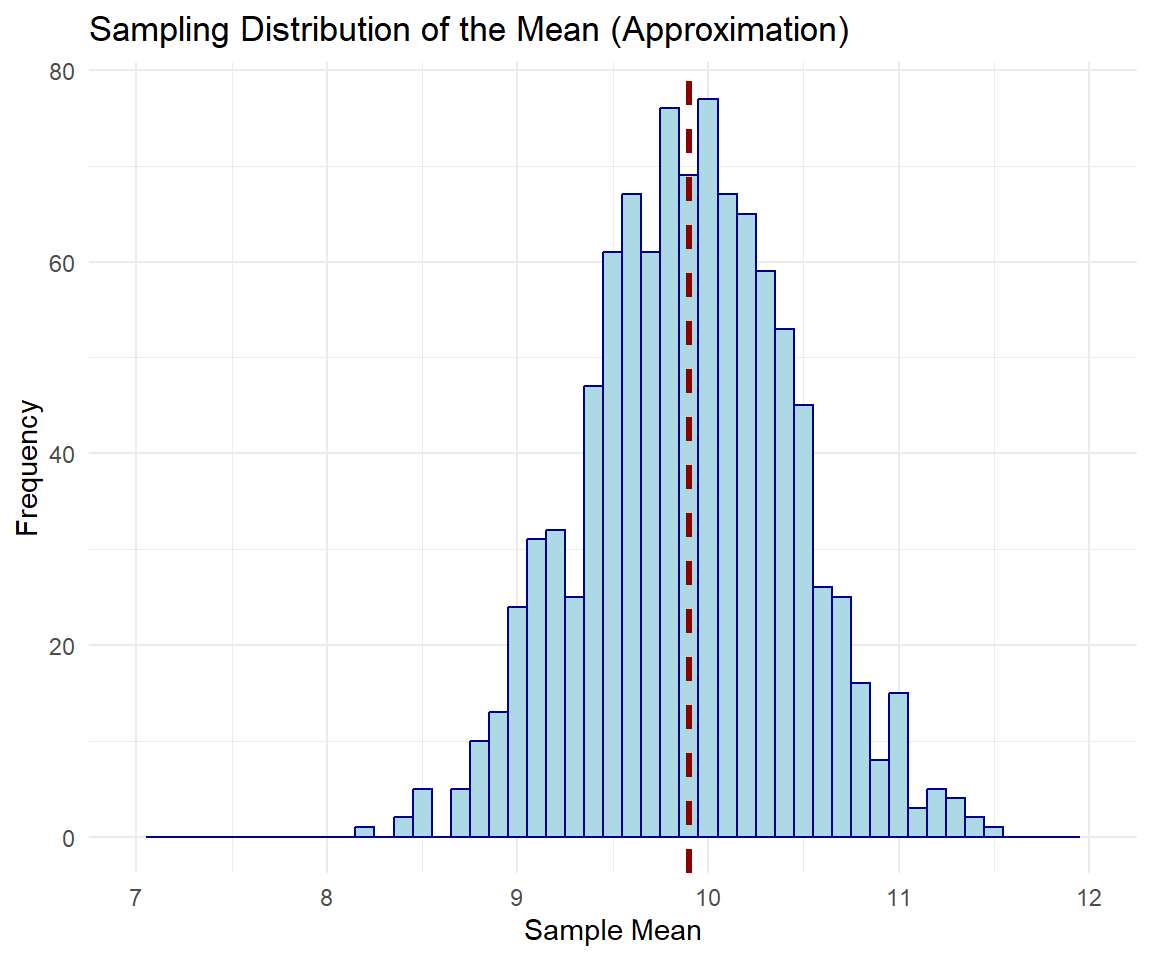 Sampling Distribution of the Mean (Approximation)
80
60
40
20
0
Frequency
7 8 9 10 11 12
Sample Mean